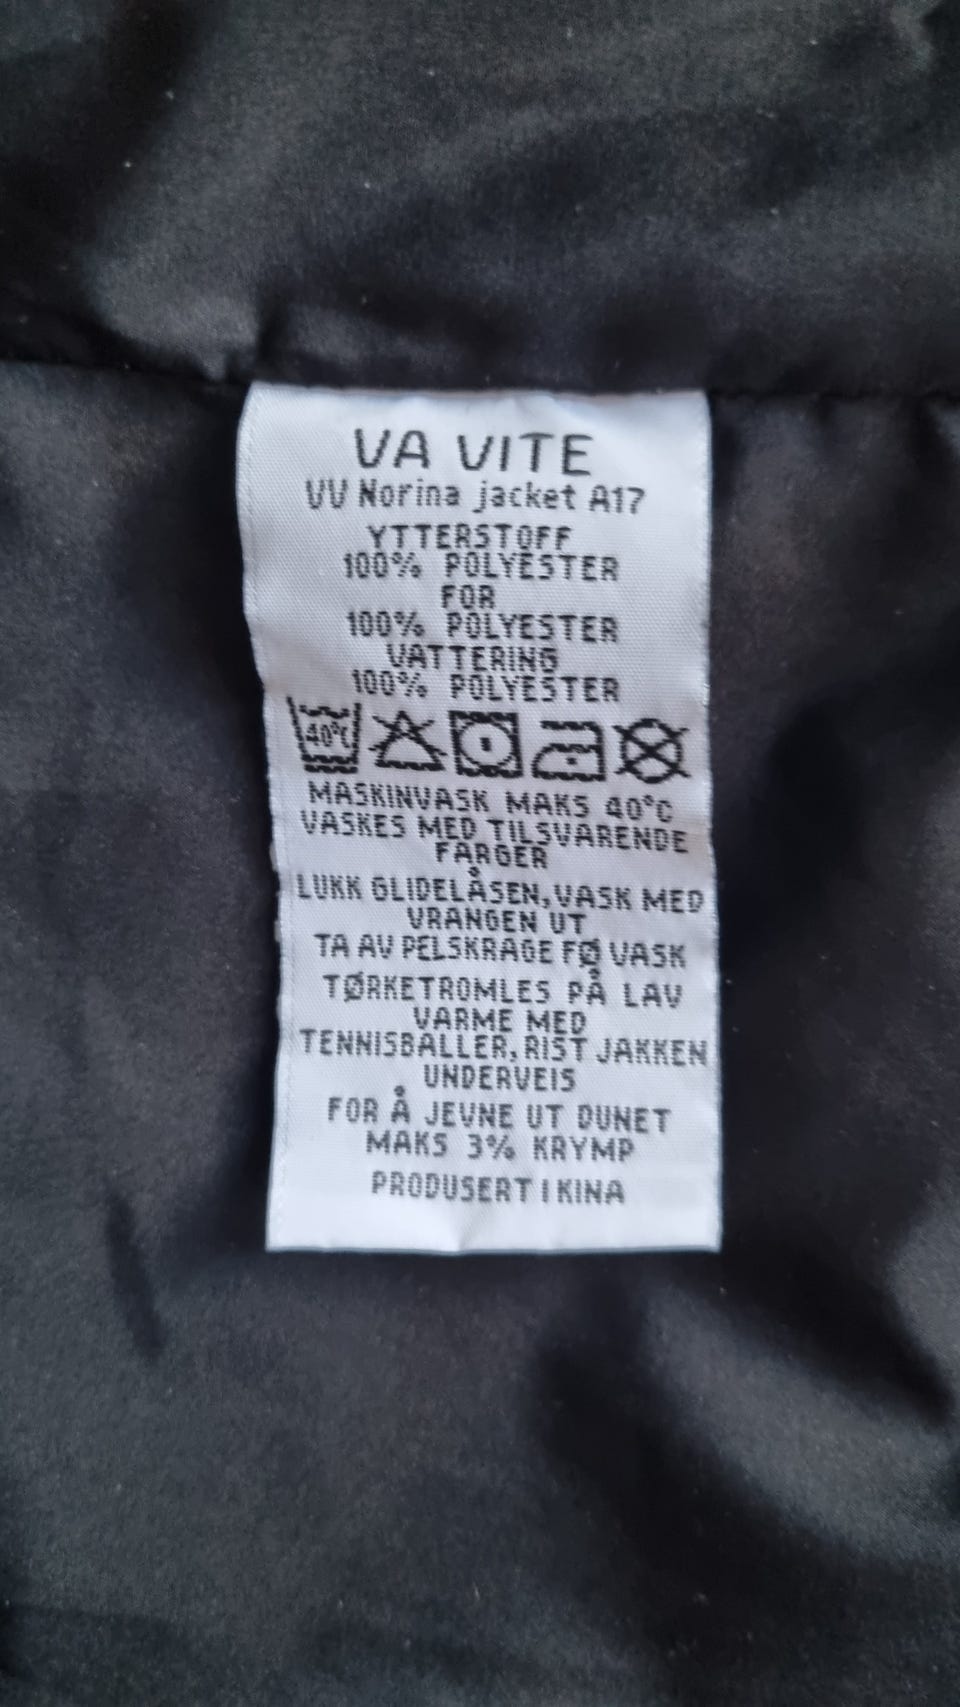 VA VITE
VV Norina jacket A17
YTTERSTOFF
100% POLYESTER
FOR
100% POLYESTER
VATTERING
100% POLYESTER
40°C
MASKINVASK MAKS 40°C
VASKES MED TILSVARENDE
FARGER
LUKK GLIDELÅSEN, VASK MED
VRANGEN UT
TA AV PELSKRAGE FØ VASK
TØRKETROMLES PÅ LAV
VARME MED
TENNISBALLER, RIST JAKKEN
UNDERVEIS
FOR Å JEVNE UT DUNET
MAKS 3% KRYMP
PRODUSERT I KINA